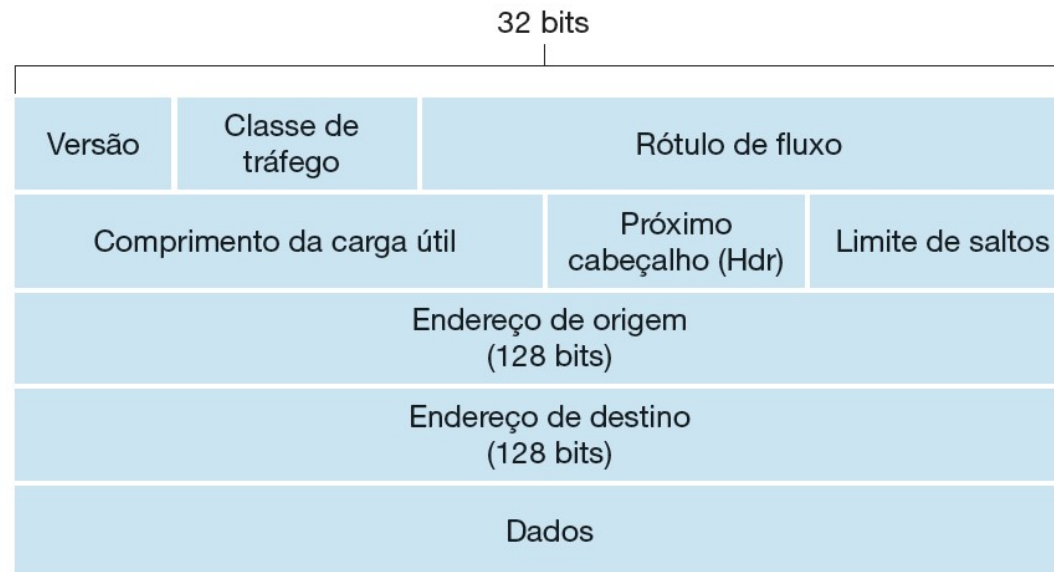 32 bits
Versão
Classe de
tráfego
Rótulo de fluxo
Comprimento da carga útil
Próximo
cabeçalho (Hdr)
Limite de saltos
Endereço de origem
(128 bits)
Endereço de destino
(128 bits)
Dados